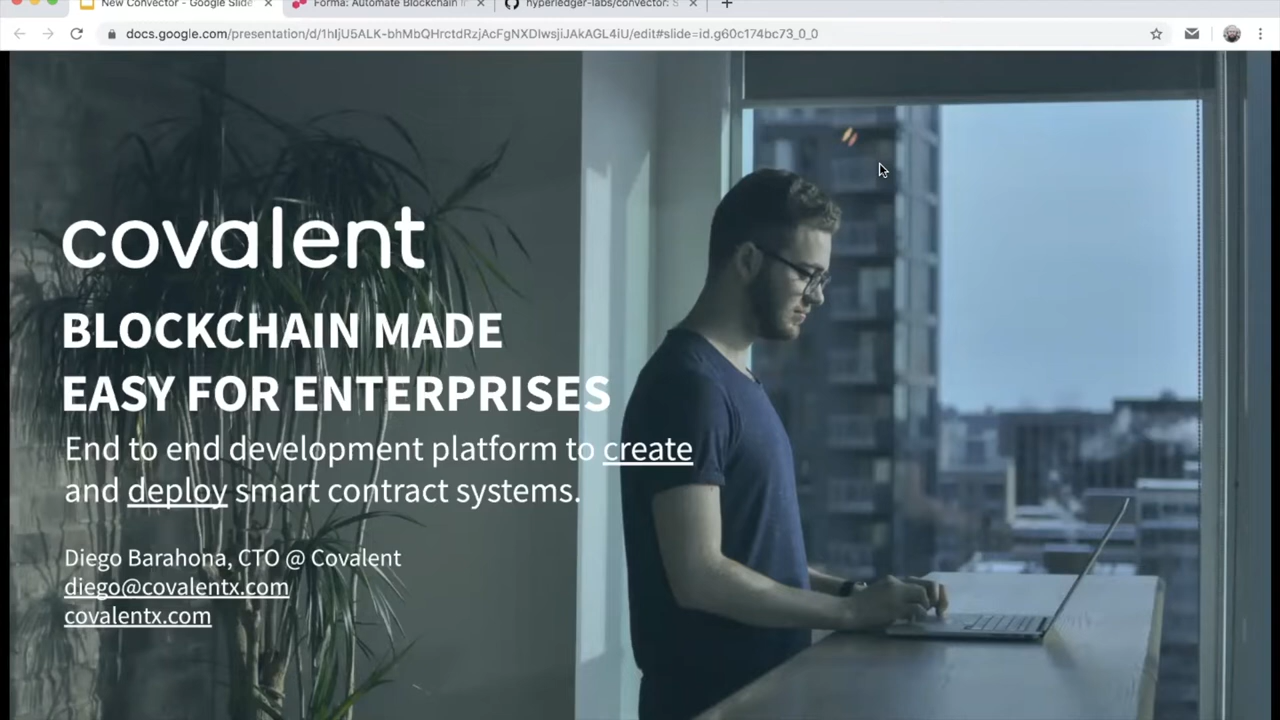 New Convector - Google Slide
Forma: Automate Blockchain I
hyperledger-labs/convector: S
docs.google.com/presentation/d/1hIjU5ALK-bhMbQHrctdRzjAcFgNXDIwsjiJAkAGL4iU/edit#slide=id.g60c174bc73_0_0
covalent
BLOCKCHAIN MADE
EASY FOR ENTERPRISES
End to end development platform to create
and deploy smart contract systems.
Diego Barahona, CTO @ Covalent
diego@covalentx.com
covalentx.com